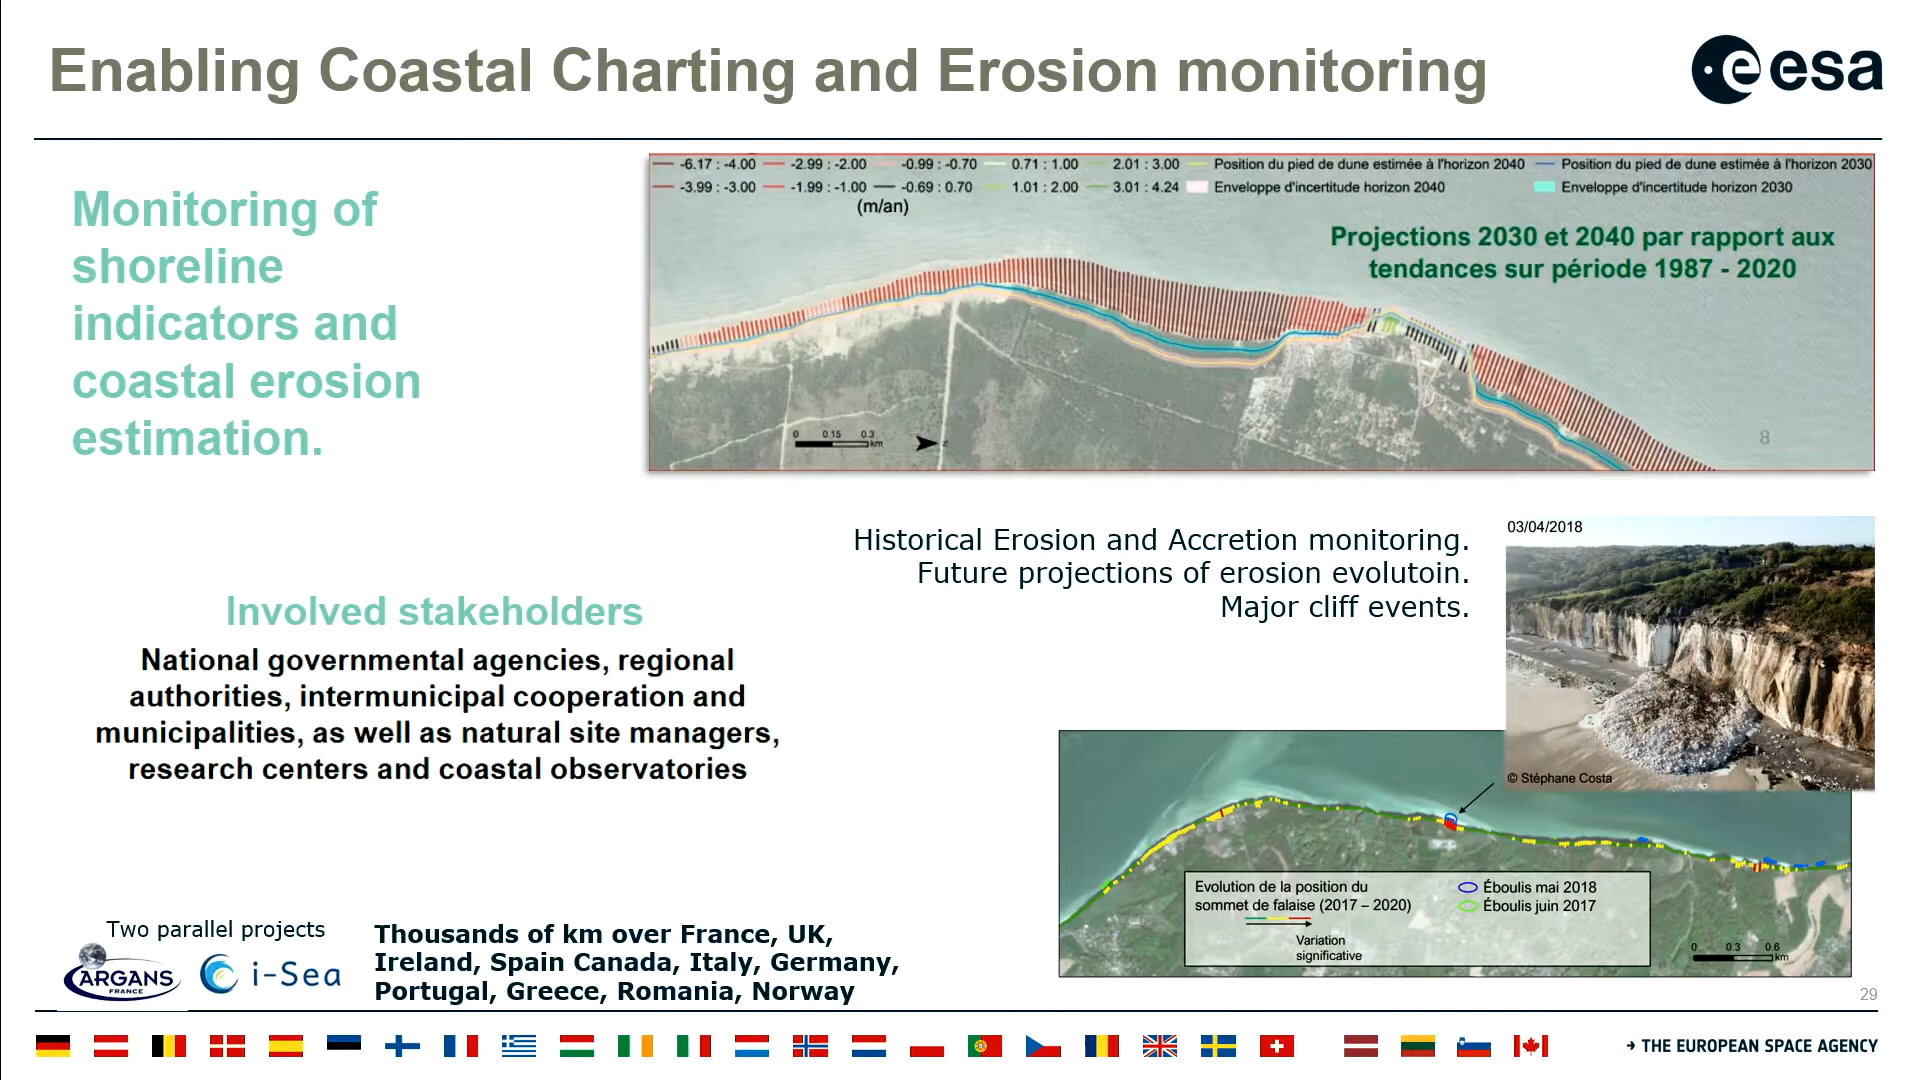 Enabling Coastal Charting and Erosion monitoring
esa
Monitoring of
shoreline
indicators and
coastal erosion
estimation.
-6.17 : -4.00 -2.99 : -2.00 -0.99 : -0.70 0.71 : 1.00 2.01 : 3.00 Position du pied de dune estimée à l'horizon 2040 Position du pied de dune estimée à l'horizon 2030
-3.99 : -3.00 -1.99 : -1.00 -0.69 : 0.70 1.01 : 2.00 3.01 : 4.24 Enveloppe d'incertitude horizon 2040 Enveloppe d'incertitude horizon 2030
(m/an)
Projections 2030 et 2040 par rapport aux
tendances sur période 1987 - 2020
0 0.15 0.3
km
z
8
Historical Erosion and Accretion monitoring.
Future projections of erosion evolutoin.
Major cliff events.
03/04/2018
© Stéphane Costa
Involved stakeholders
National governmental agencies, regional
authorities, intermunicipal cooperation and
municipalities, as well as natural site managers,
research centers and coastal observatories
Evolution de la position du
sommet de falaise (2017 – 2020)
Variation
significative
Éboulis mai 2018
Éboulis juin 2017
0 0.3 0.6
km
Two parallel projects
ARGANS
FRANCE
i-Sea
Thousands of km over France, UK,
Ireland, Spain Canada, Italy, Germany,
Portugal, Greece, Romania, Norway
29
→ THE EUROPEAN SPACE AGENCY